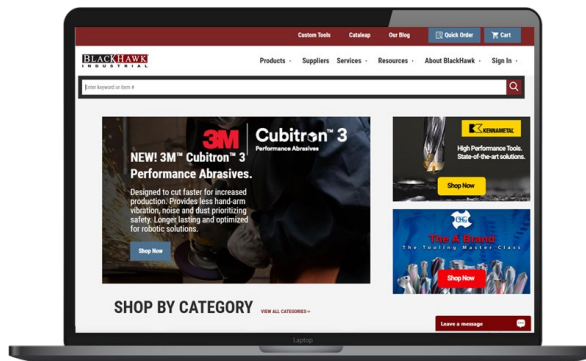 Custom Tools Cataleap Our Blog Quick Order Cart
BLACKHAWK
INDUSTRIAL
Products Suppliers Services Resources About BlackHawk Sign In
Enter keyword or item #
3M Cubitron™ 3
Performance Abrasives
NEW! 3M™ Cubitron™ 3
Performance Abrasives.
Designed to cut faster for increased
production. Provides less hand-arm
vibration, noise and dust prioritizing
safety. Longer lasting and optimized
for robotic solutions.
Shop Now
KENNAMETAL
High Performance Tools.
State-of-the-art solutions.
Shop Now
OSG
The A Brand
The Tooling Master Class
Shop Now
SHOP BY CATEGORY VIEW ALL CATEGORIES
Leave a message
Laptop